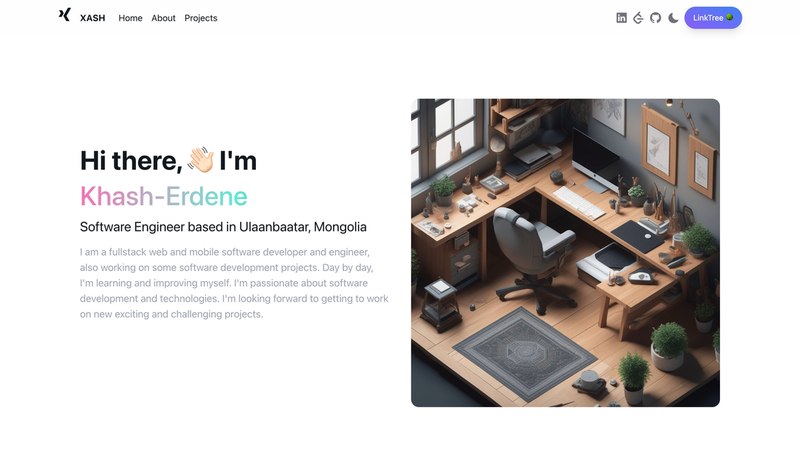 XASH Home About Projects LinkTree
Hi there,👋🏻 I'm
Khash-Erdene
Software Engineer based in Ulaanbaatar, Mongolia
I am a fullstack web and mobile software developer and engineer,
also working on some software development projects. Day by day,
I'm learning and improving myself. I'm passionate about software
development and technologies. I'm looking forward to getting to work
on new exciting and challenging projects.